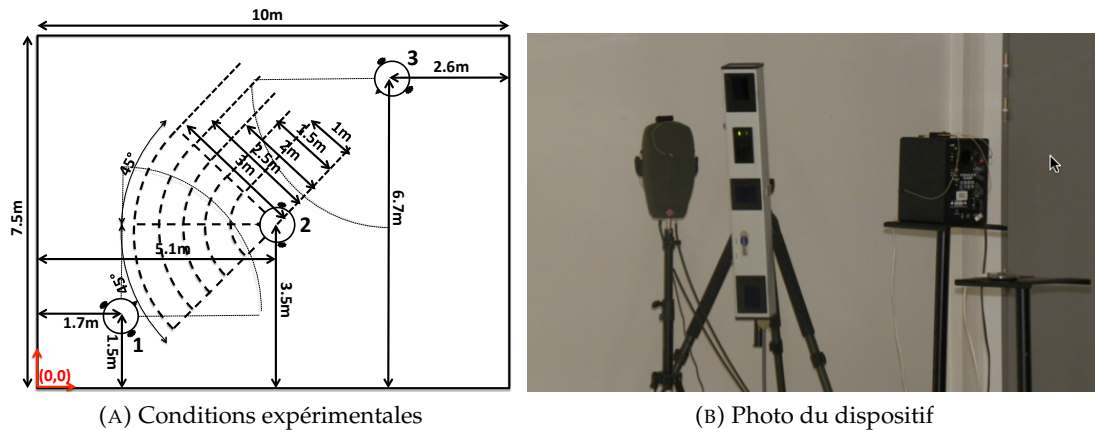 10m
3
2.6m
1m
1.5m
2m
2.5m
3m
45°
7.5m
6.7m
2
5.1m
45°
3.5m
1.7m
1
1.5m
(0,0)
(A) Conditions expérimentales
(B) Photo du dispositif